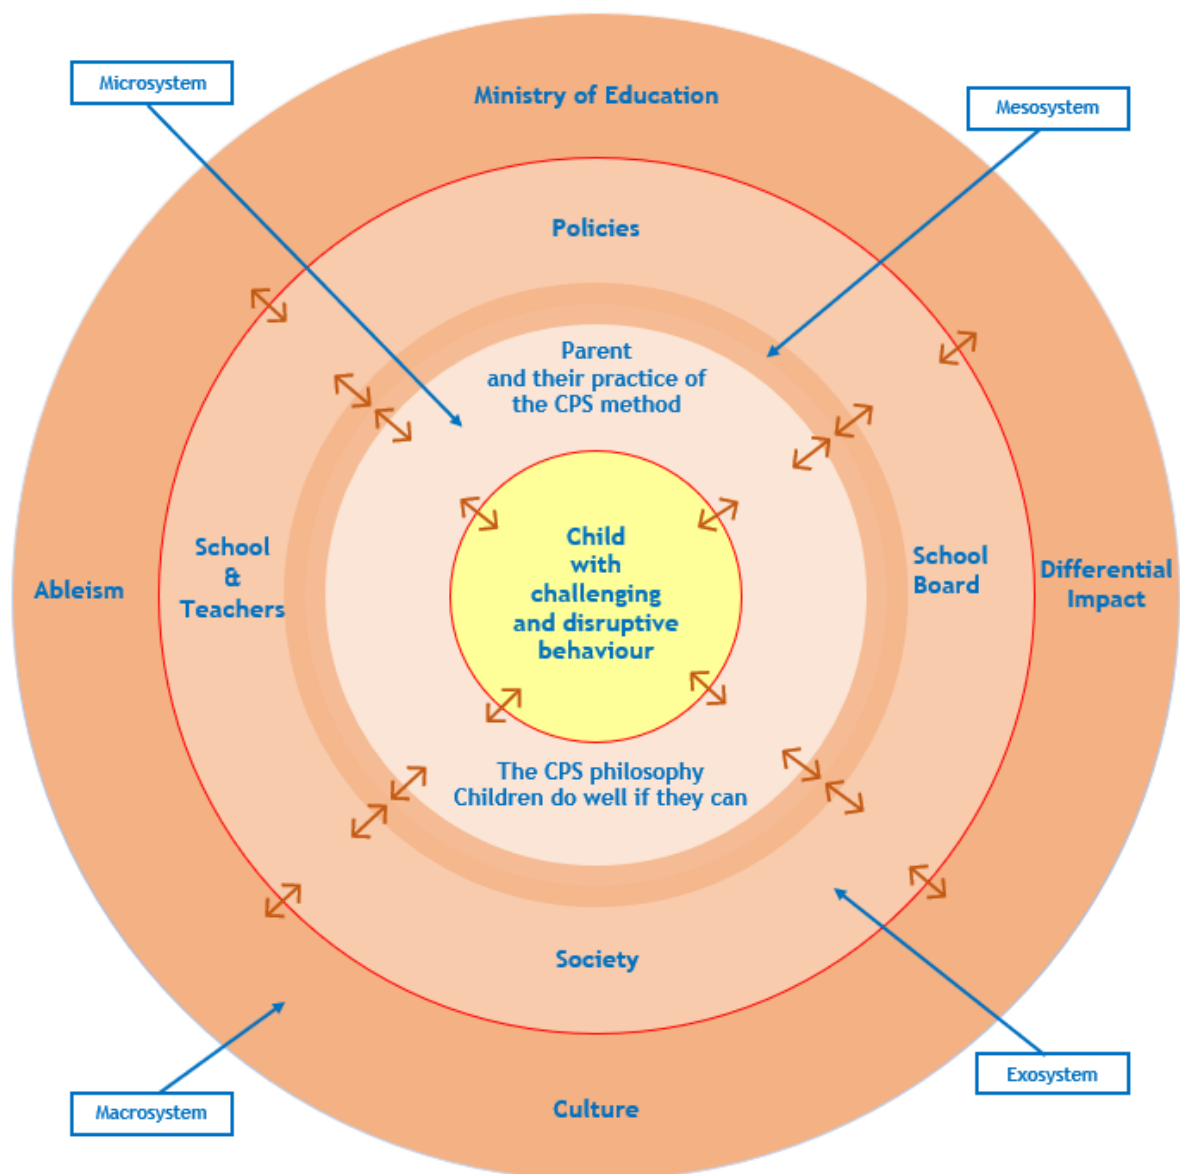 Microsystem
Ministry of Education
Mesosystem
Policies
Parent
and their practice of
the CPS method
Child
with
challenging
and disruptive
behaviour
School
&
Teachers
School
Board
Ableism
Differential
Impact
The CPS philosophy
Children do well if they can
Society
Exosystem
Macrosystem
Culture